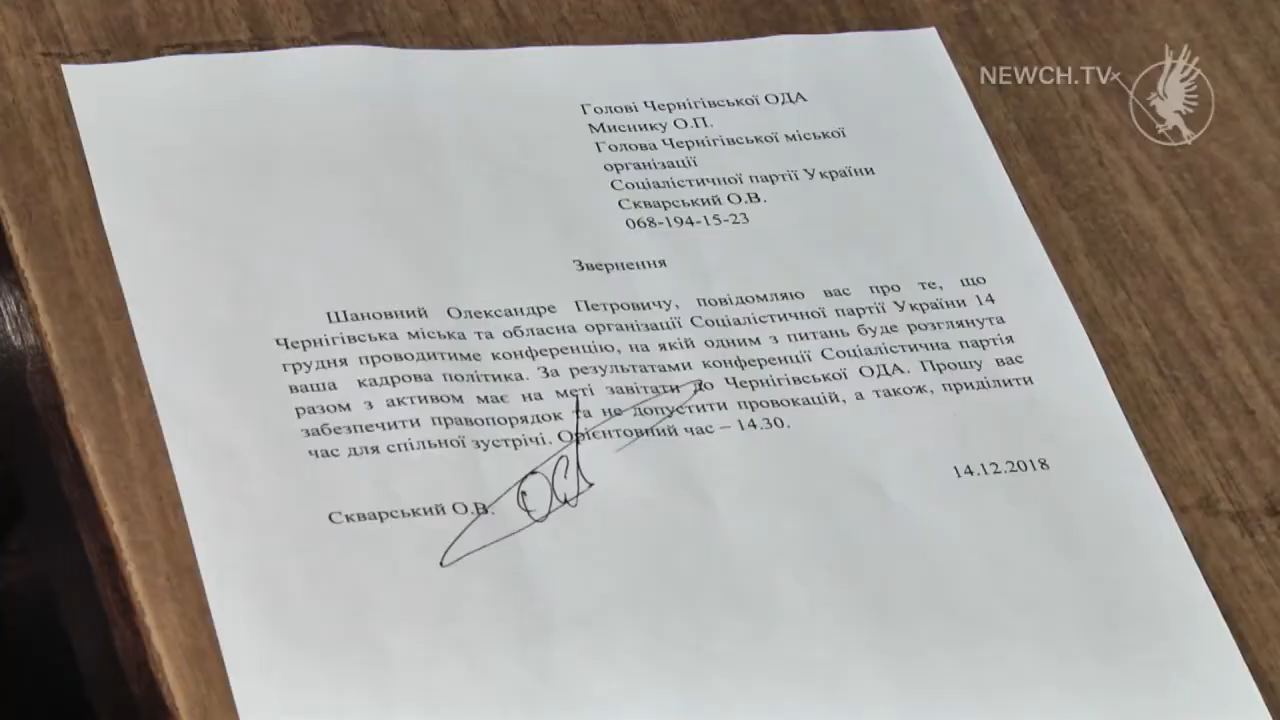 NEWCH.TV
Голові Чернігівської ОДА
Миснику О.П.
Голова Чернігівської міської
організації
Соціалістичної партії України
Скварський О.В.
068-194-15-23
Звернення
Шановний Олександре Петровичу, повідомляю вас про те, що
Чернігівська міська та обласна організації Соціалістичної партії України 14
грудня проводитиме конференцію, на якій одним з питань буде розглянута
ваша кадрова політика. За результатами конференції Соціалістична партія
разом з активом має на меті завітати до Чернігівської ОДА. Прошу вас
забезпечити правопорядок та не допустити провокацій, а також, приділити
час для спільної зустрічі. Орієнтовний час – 14.30.
14.12.2018
Скварський О.В.